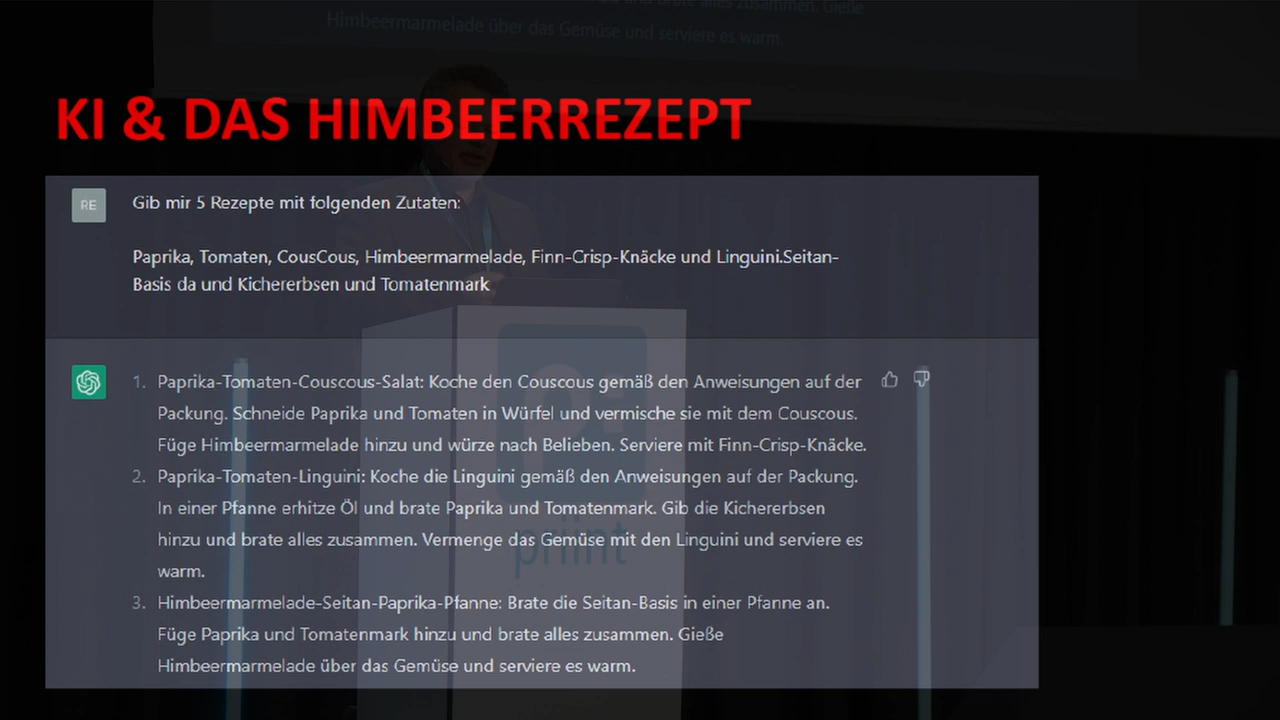 und brate alles zusammen. Gieße
Himbeermarmelade über das Gemüse und serviere es warm.
KI & DAS HIMBEERREZEPT
RE
Gib mir 5 Rezepte mit folgenden Zutaten:
Paprika, Tomaten, CousCous, Himbeermarmelade, Finn-Crisp-Knäcke und Linguini.Seitan-
Basis da und Kichererbsen und Tomatenmark
1. Paprika-Tomaten-Couscous-Salat: Koche den Couscous gemäß den Anweisungen auf der
Packung. Schneide Paprika und Tomaten in Würfel und vermische sie mit dem Couscous.
Füge Himbeermarmelade hinzu und würze nach Belieben. Serviere mit Finn-Crisp-Knäcke.
2. Paprika-Tomaten-Linguini: Koche die Linguini gemäß den Anweisungen auf der Packung.
In einer Pfanne erhitze Öl und brate Paprika und Tomatenmark. Gib die Kichererbsen
hinzu und brate alles zusammen. Vermenge das Gemüse mit den Linguini und serviere es
warm.
3. Himbeermarmelade-Seitan-Paprika-Pfanne: Brate die Seitan-Basis in einer Pfanne an.
Füge Paprika und Tomatenmark hinzu und brate alles zusammen. Gieße
Himbeermarmelade über das Gemüse und serviere es warm.
priint